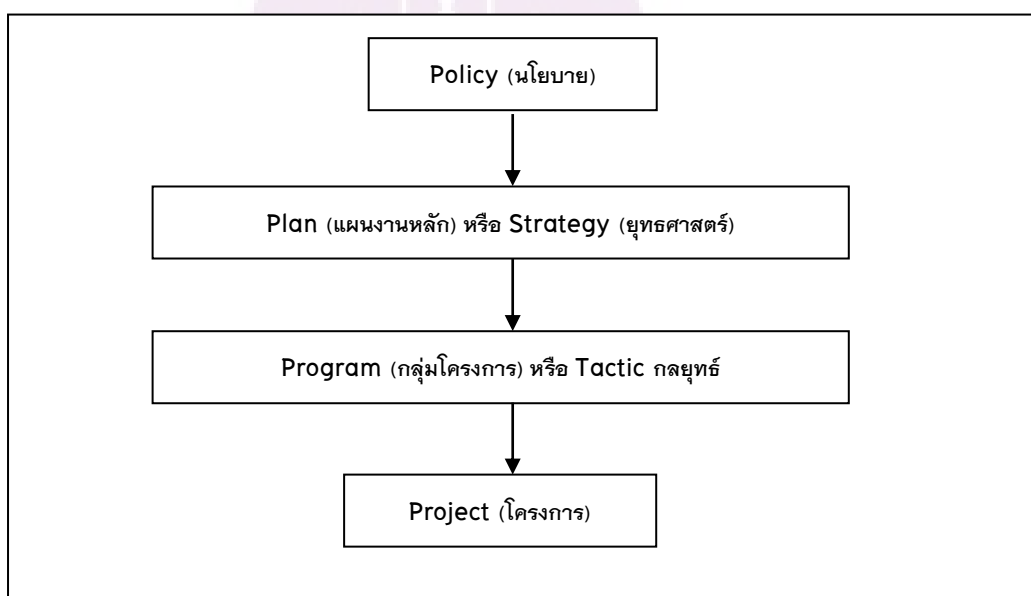 Policy (นโยบาย)
Plan (แผนงานหลัก) หรือ Strategy (ยุทธศาสตร์)
Program (กลุ่มโครงการ) หรือ Tactic กลยุทธ์
Project (โครงการ)